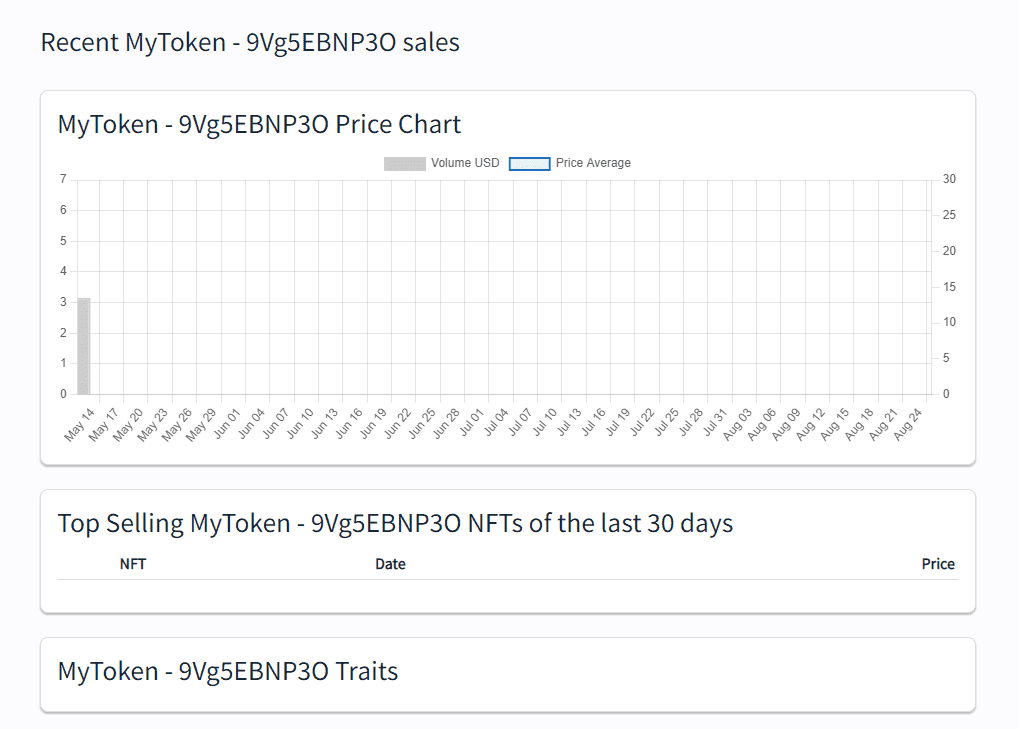 Recent MyToken - 9Vg5EBNP3O sales
MyToken - 9Vg5EBNP3O Price Chart
Volume USD Price Average
7 30
6 25
5 20
4 15
3 10
2 5
1 0
0
May 14 May 17 May 20 May 23 May 26 May 29 Jun 01 Jun 04 Jun 07 Jun 10 Jun 13 Jun 16 Jun 19 Jun 22 Jun 25 Jun 28 Jul 01 Jul 04 Jul 07 Jul 10 Jul 13 Jul 16 Jul 19 Jul 22 Jul 25 Jul 28 Jul 31 Aug 03 Aug 06 Aug 09 Aug 12 Aug 15 Aug 18 Aug 21 Aug 24
Top Selling MyToken - 9Vg5EBNP3O NFTs of the last 30 days
NFT Date Price
MyToken - 9Vg5EBNP3O Traits